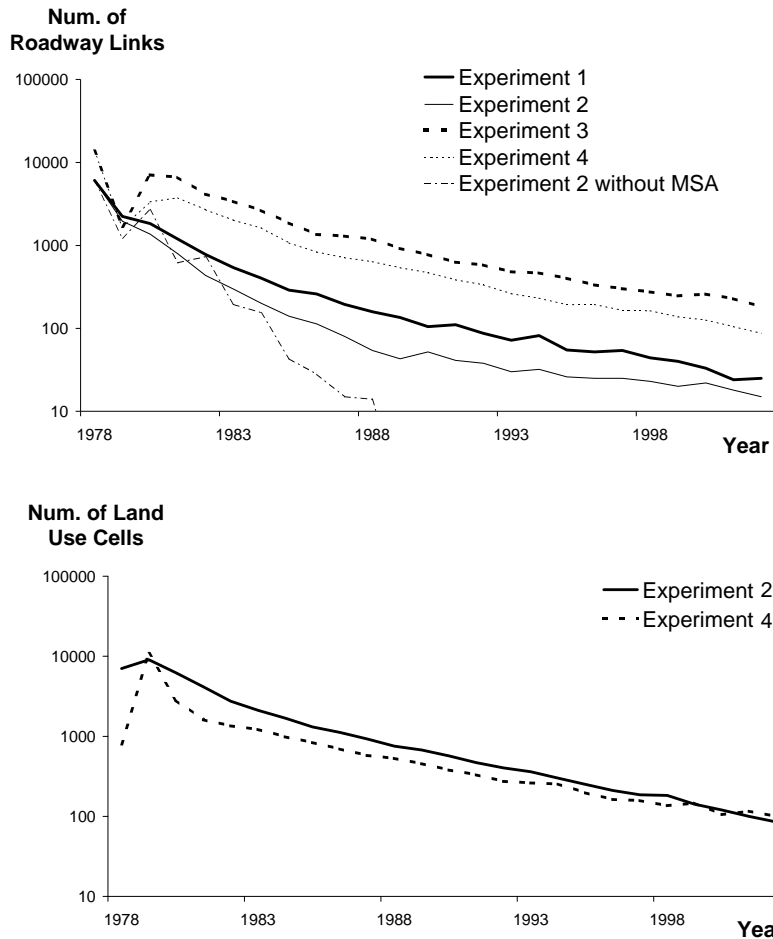 Num. of
Roadway Links
100000
10000
1000
100
10
Experiment 1
Experiment 2
Experiment 3
Experiment 4
Experiment 2 without MSA
1978 1983 1988 1993 1998
Year
Num. of Land
Use Cells
100000
10000
1000
100
10
Experiment 2
Experiment 4
1978 1983 1988 1993 1998
Yea